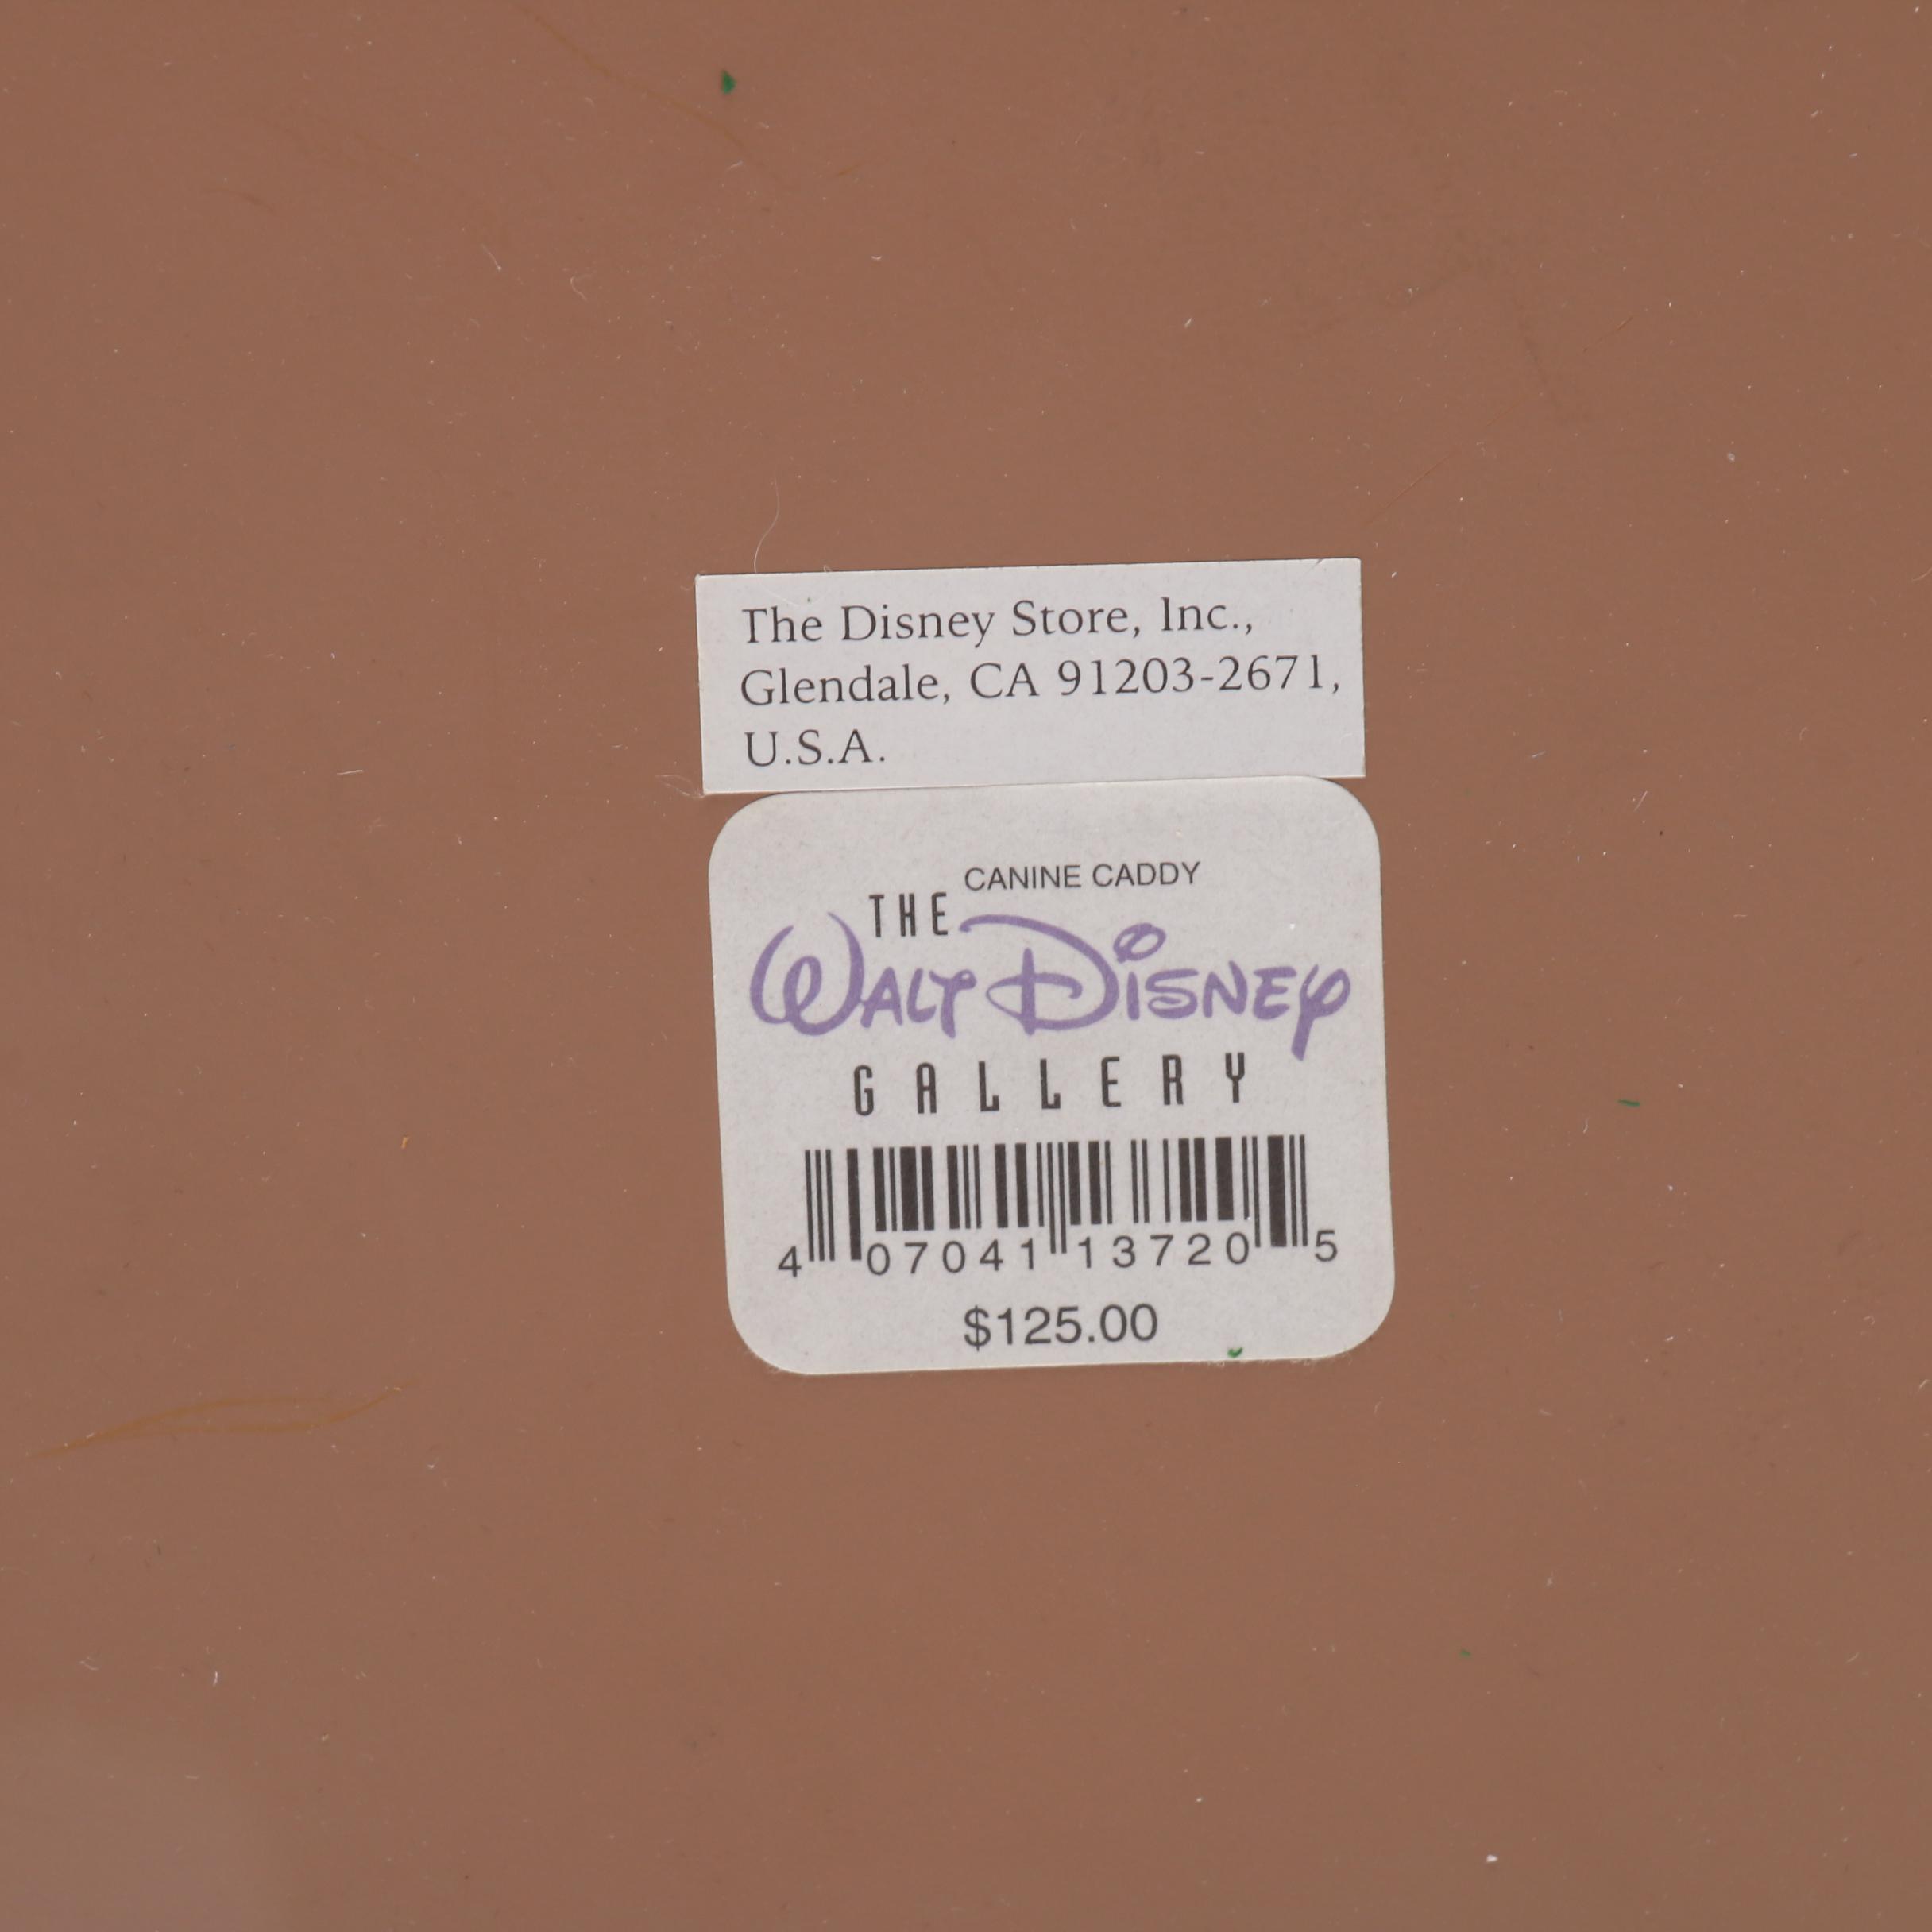 The Disney Store, Inc.,
Glendale, CA 91203-2671,
U.S.A.
CANINE CADDY
THE
WALT DISNEY
GALLERY
4 07041 13720 5
$125.00